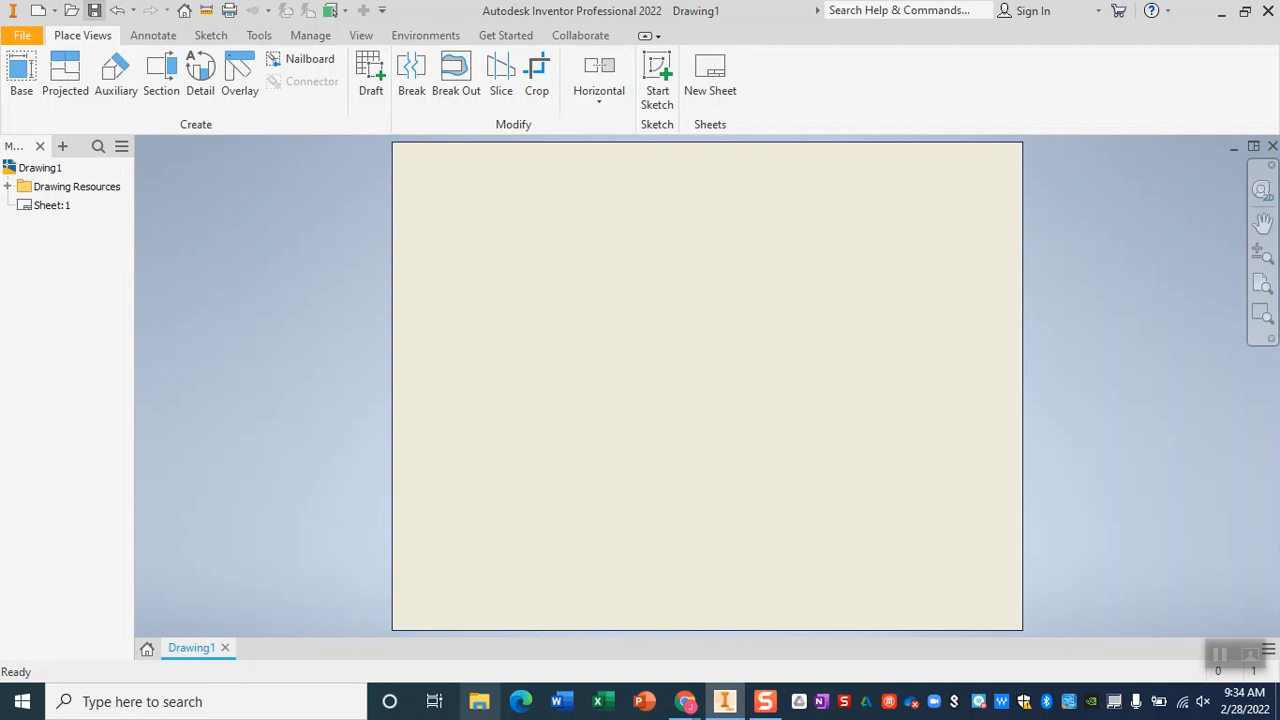 Autodesk Inventor Professional 2022 Drawing1
Search Help & Commands...
Sign In
File Place Views Annotate Sketch Tools Manage View Environments Get Started Collaborate
Base Projected Auxiliary Section Detail Overlay
Nailboard
Connector
Draft Break Break Out Slice Crop Horizontal
Start
Sketch
New Sheet
Create Modify Sketch Sheets
M...
Drawing1
Drawing Resources
Sheet:1
2D
Drawing1
Ready
0 1
Type here to search
9:34 AM
2/28/2022